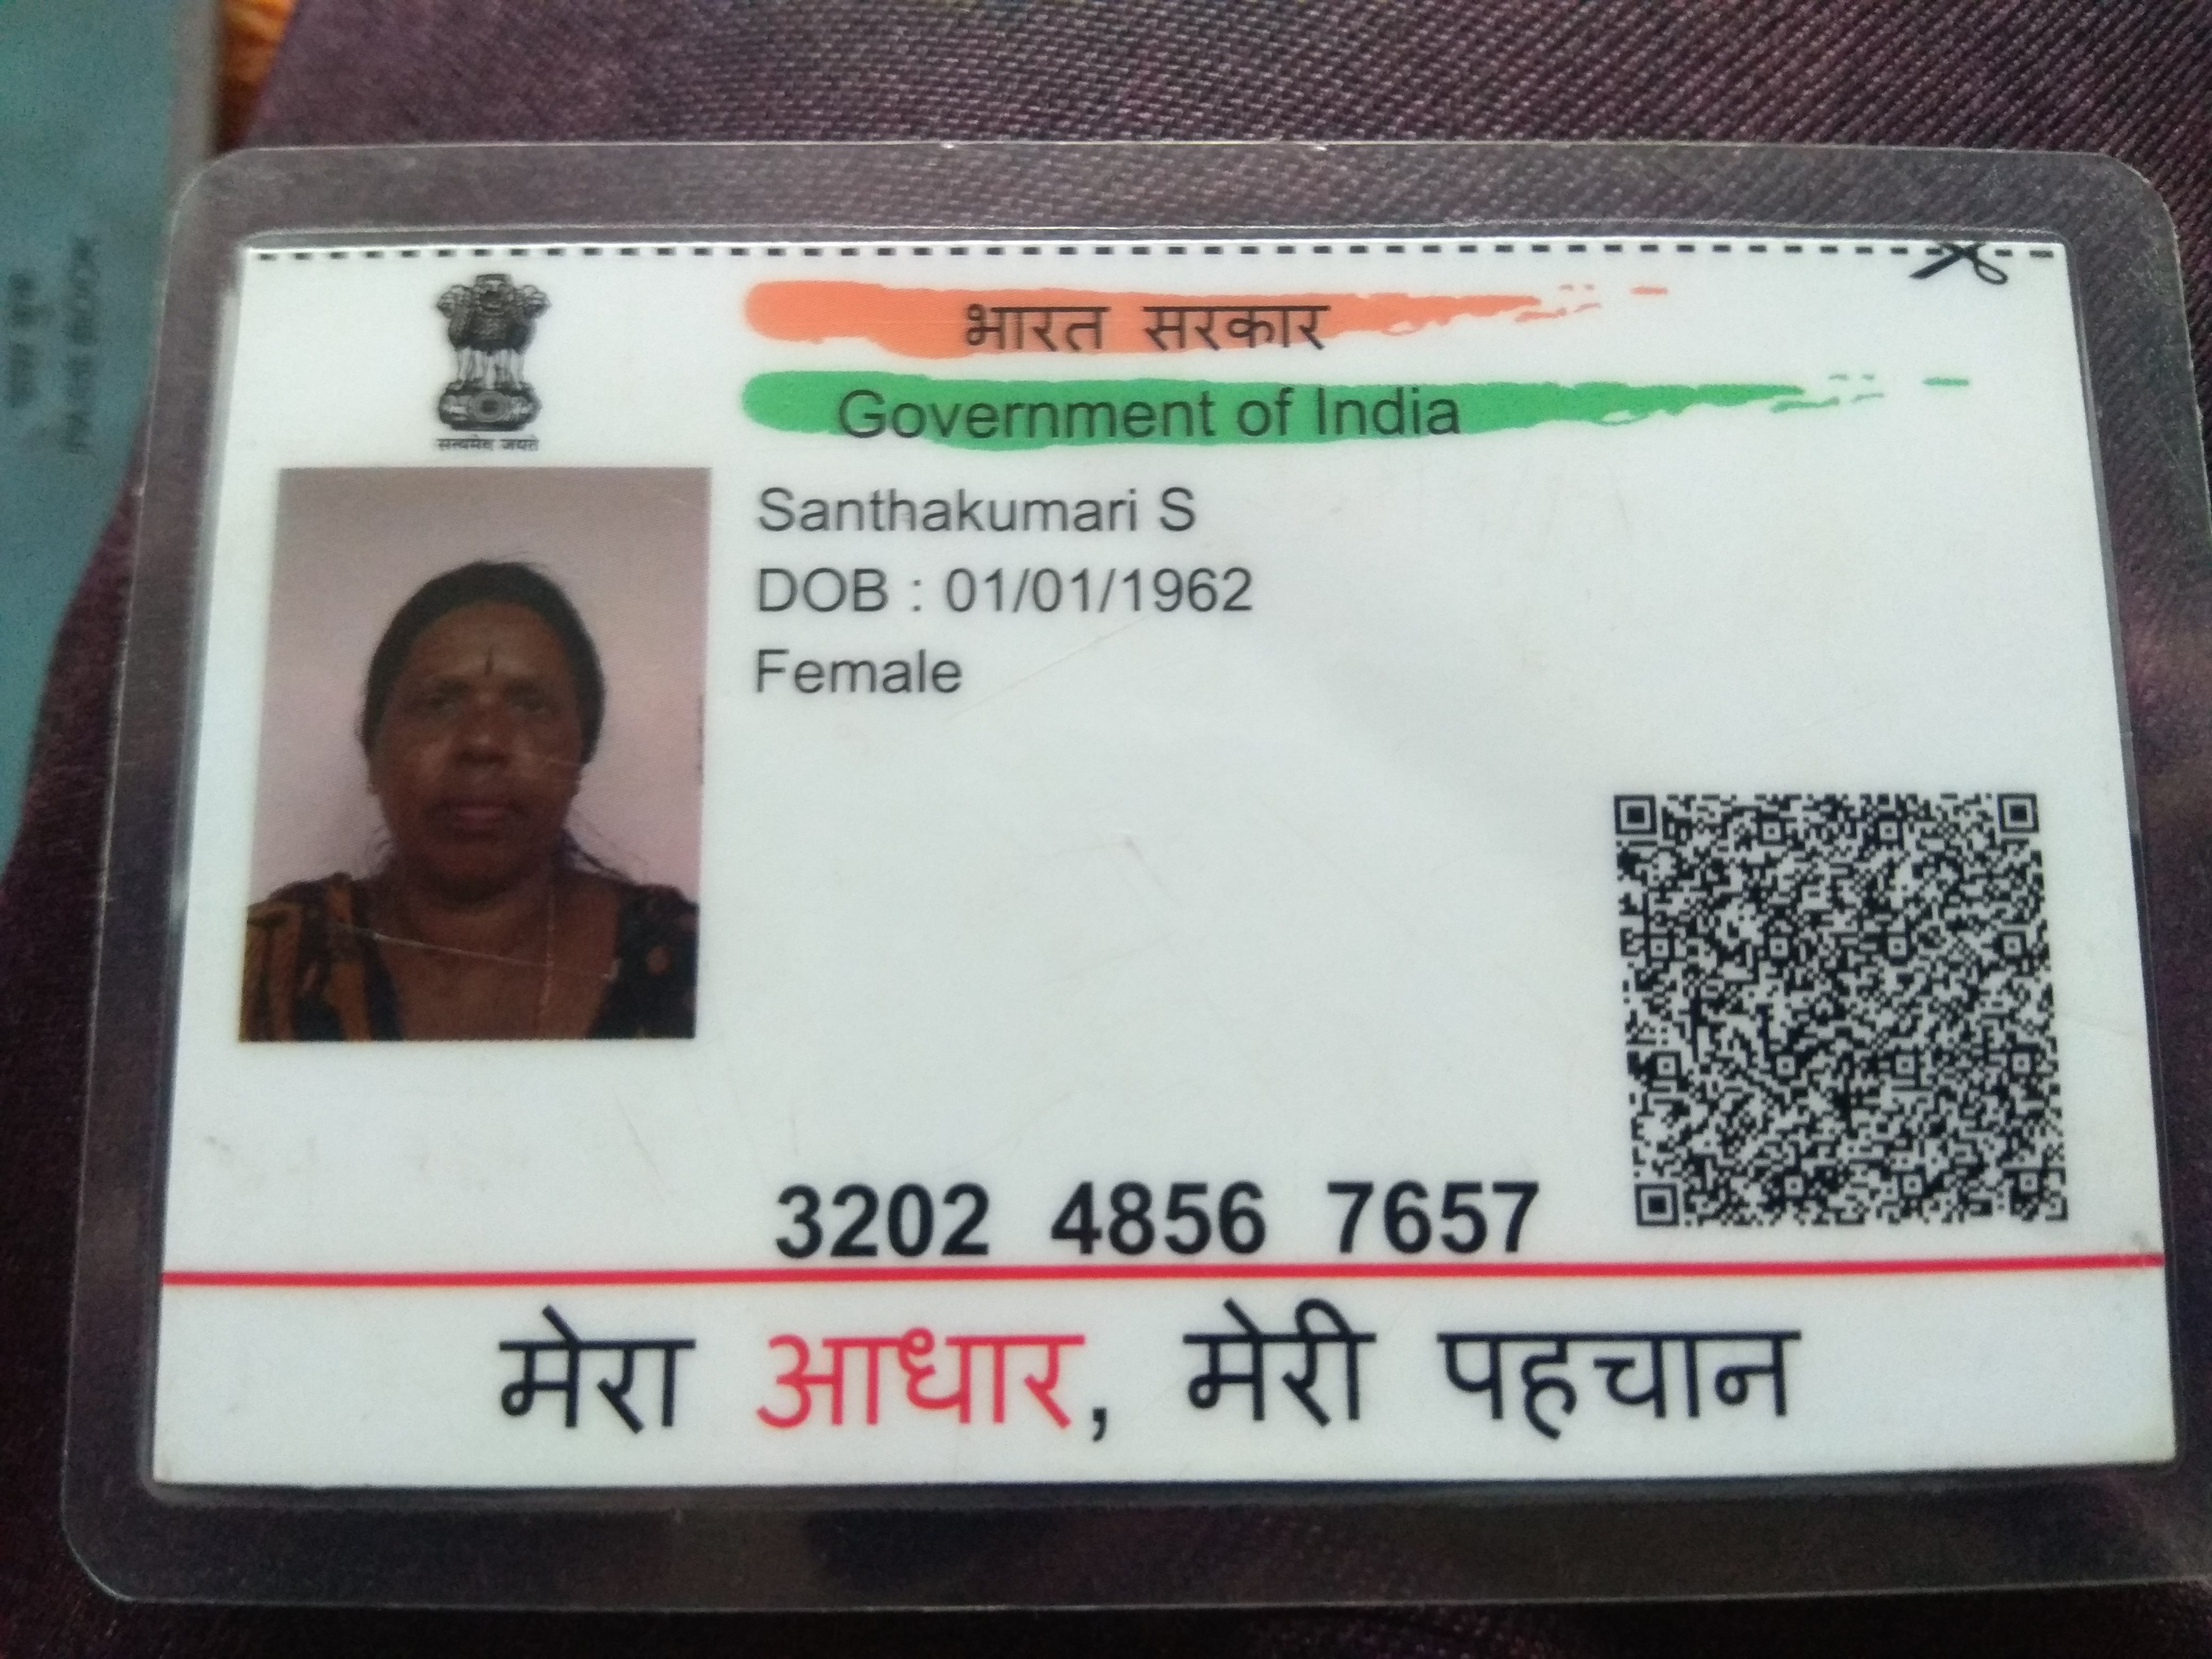 भारत सरकार
Government of India
सत्यमेव जयते
Santhakumari S
DOB : 01/01/1962
Female
3202 4856 7657
मेरा आधार, मेरी पहचान